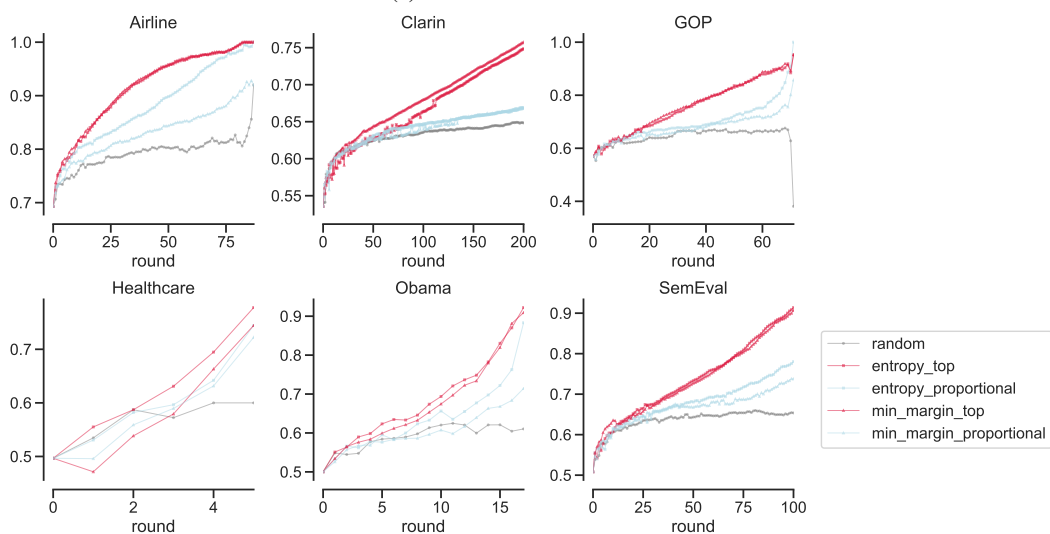 Airline
Clarin
GOP
1.0
0.9
0.8
0.7
0.75
0.70
0.65
0.60
0.55
1.0
0.8
0.6
0.4
0 25 50 75
0 50 100 150 200
0 20 40 60
round
round
round
Healthcare
Obama
SemEval
0.7
0.6
0.5
0.9
0.8
0.7
0.6
0.5
0.9
0.8
0.7
0.6
0.5
0 2 4
0 5 10 15
0 25 50 75 100
round
round
round
random
entropy_top
entropy_proportional
min_margin_top
min_margin_proportional